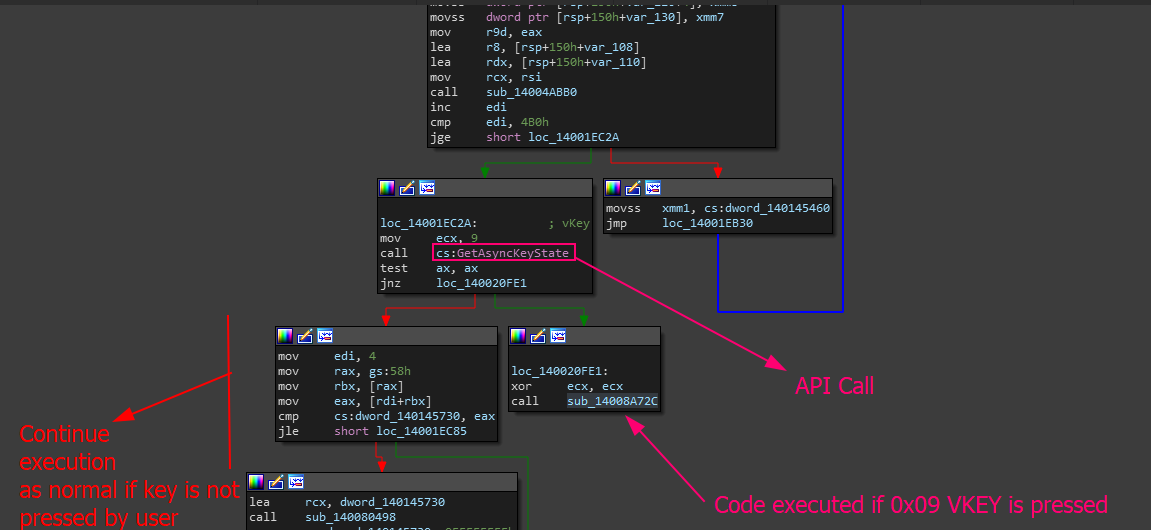 movss   dword ptr [rsp+150h+var_130], xmm7
mov     r9d, eax
lea     r8, [rsp+150h+var_108]
lea     rdx, [rsp+150h+var_110]
mov     rcx, rsi
call    sub_14004ABB0
inc     edi
cmp     edi, 4B0h
jge     short loc_14001EC2A
loc_14001EC2A:          ; vKey
mov     ecx, 9
call    cs:GetAsyncKeyState
test    ax, ax
jnz     loc_140020FE1
movss   xmm1, cs:dword_140145460
jmp     loc_14001EB30
mov     edi, 4
mov     rax, gs:58h
mov     rbx, [rax]
mov     eax, [rdi+rbx]
cmp     cs:dword_140145730, eax
jle     short loc_14001EC85
loc_140020FE1:
xor     ecx, ecx
call    sub_14008A72C
API Call
Continue
execution
as normal if key is not
pressed by user
Code executed if 0x09 VKEY is pressed
lea     rcx, dword_140145730
call    sub_140080498